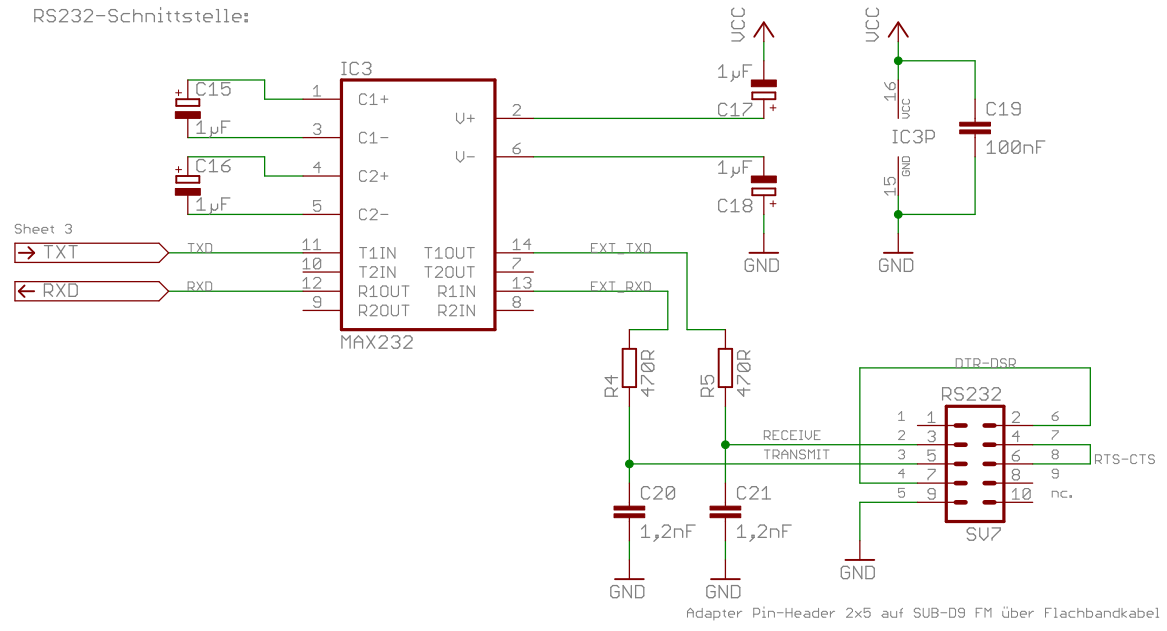 RS232-Schnittstelle:
VCC
VCC
IC3
C15
1µF
C16
1µF
1
3
4
5
C1+
C1-
C2+
C2-
V+
V-
2
6
1µF
C17
1µF
C18
GND
16
VCC
IC3P
GND
15
C19
100nF
GND
Sheet 3
TXT
RXD
TXD
RXD
11
10
12
9
T1IN
T2IN
R1OUT
R2OUT
T1OUT
T2OUT
R1IN
R2IN
14
7
13
8
EXT_TXD
EXT_RXD
MAX232
R4
470R
R5
470R
DTR-DSR
RS232
RECEIVE
TRANSMIT
1 1 2 6
2 3 4 7
3 5 6 8
4 7 8 9
5 9 10 nc.
RTS-CTS
SV7
C20
1,2nF
C21
1,2nF
GND
GND
GND
Adapter Pin-Header 2x5 auf SUB-D9 FM über Flachbandkabel